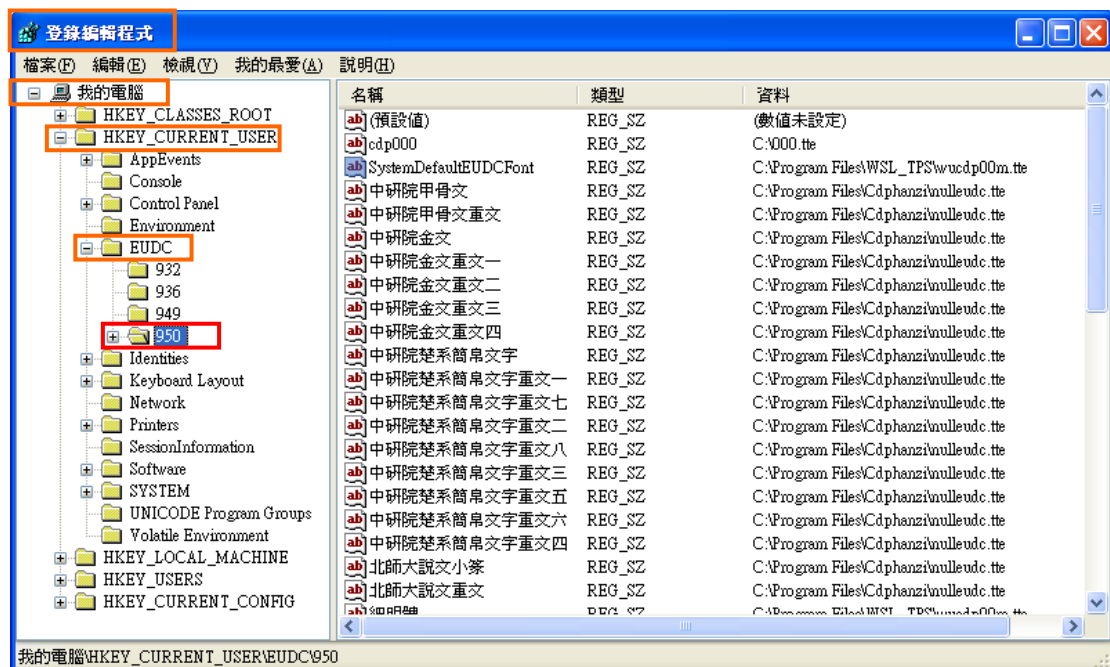 登錄編輯程式
檔案(F) 編輯(E) 檢視(V) 我的最愛(A) 說明(H)
我的電腦
HKEY_CLASSES_ROOT
HKEY_CURRENT_USER
AppEvents
Console
Control Panel
Environment
EUDC
932
936
949
950
Identities
Keyboard Layout
Network
Printers
SessionInformation
Software
SYSTEM
UNICODE Program Groups
Volatile Environment
HKEY_LOCAL_MACHINE
HKEY_USERS
HKEY_CURRENT_CONFIG
名稱 類型 資料
(預設值) REG_SZ (數值未設定)
cdp000 REG_SZ C:\000.tte
SystemDefaultEUDCFont REG_SZ C:\Program Files\WSL_TPS\wucdp00m.tte
中研院甲骨文 REG_SZ C:\Program Files\Cdphanzi\nulleudc.tte
中研院甲骨文重文 REG_SZ C:\Program Files\Cdphanzi\nulleudc.tte
中研院金文 REG_SZ C:\Program Files\Cdphanzi\nulleudc.tte
中研院金文重文一 REG_SZ C:\Program Files\Cdphanzi\nulleudc.tte
中研院金文重文二 REG_SZ C:\Program Files\Cdphanzi\nulleudc.tte
中研院金文重文三 REG_SZ C:\Program Files\Cdphanzi\nulleudc.tte
中研院金文重文四 REG_SZ C:\Program Files\Cdphanzi\nulleudc.tte
中研院楚系簡帛文字 REG_SZ C:\Program Files\Cdphanzi\nulleudc.tte
中研院楚系簡帛文字重文一 REG_SZ C:\Program Files\Cdphanzi\nulleudc.tte
中研院楚系簡帛文字重文七 REG_SZ C:\Program Files\Cdphanzi\nulleudc.tte
中研院楚系簡帛文字重文二 REG_SZ C:\Program Files\Cdphanzi\nulleudc.tte
中研院楚系簡帛文字重文八 REG_SZ C:\Program Files\Cdphanzi\nulleudc.tte
中研院楚系簡帛文字重文三 REG_SZ C:\Program Files\Cdphanzi\nulleudc.tte
中研院楚系簡帛文字重文五 REG_SZ C:\Program Files\Cdphanzi\nulleudc.tte
中研院楚系簡帛文字重文六 REG_SZ C:\Program Files\Cdphanzi\nulleudc.tte
中研院楚系簡帛文字重文四 REG_SZ C:\Program Files\Cdphanzi\nulleudc.tte
北師大說文小篆 REG_SZ C:\Program Files\Cdphanzi\nulleudc.tte
北師大說文重文 REG_SZ C:\Program Files\Cdphanzi\nulleudc.tte
細明體 REG_SZ C:\Program Files\WSL_TPS\wucdp00m.tte
我的電腦\HKEY_CURRENT_USER\EUDC\950